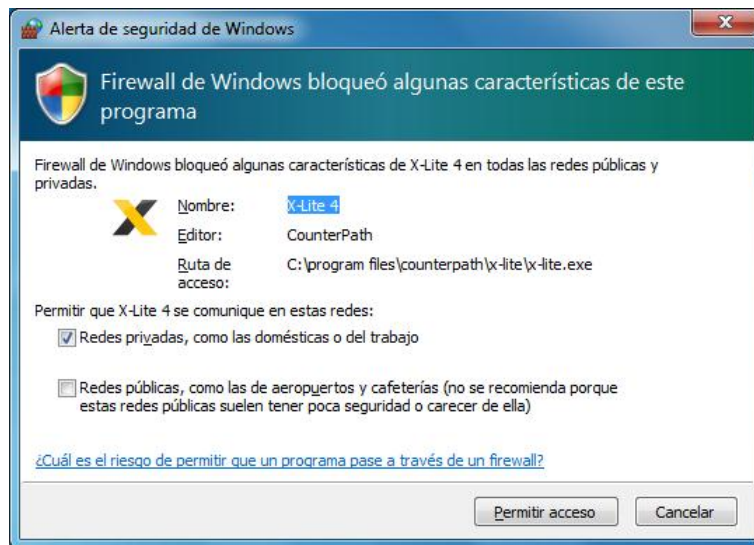 Alerta de seguridad de Windows
Firewall de Windows bloqueó algunas características de este
programa
Firewall de Windows bloqueó algunas características de X-Lite 4 en todas las redes públicas y
privadas.
Nombre: X-Lite 4
Editor: CounterPath
Ruta de acceso: C:\program files\counterpath\x-lite\x-lite.exe
Permitir que X-Lite 4 se comunique en estas redes:
Redes privadas, como las domésticas o del trabajo
Redes públicas, como las de aeropuertos y cafeterías (no se recomienda porque
estas redes públicas suelen tener poca seguridad o carecer de ella)
¿Cuál es el riesgo de permitir que un programa pase a través de un firewall?
Permitir acceso Cancelar